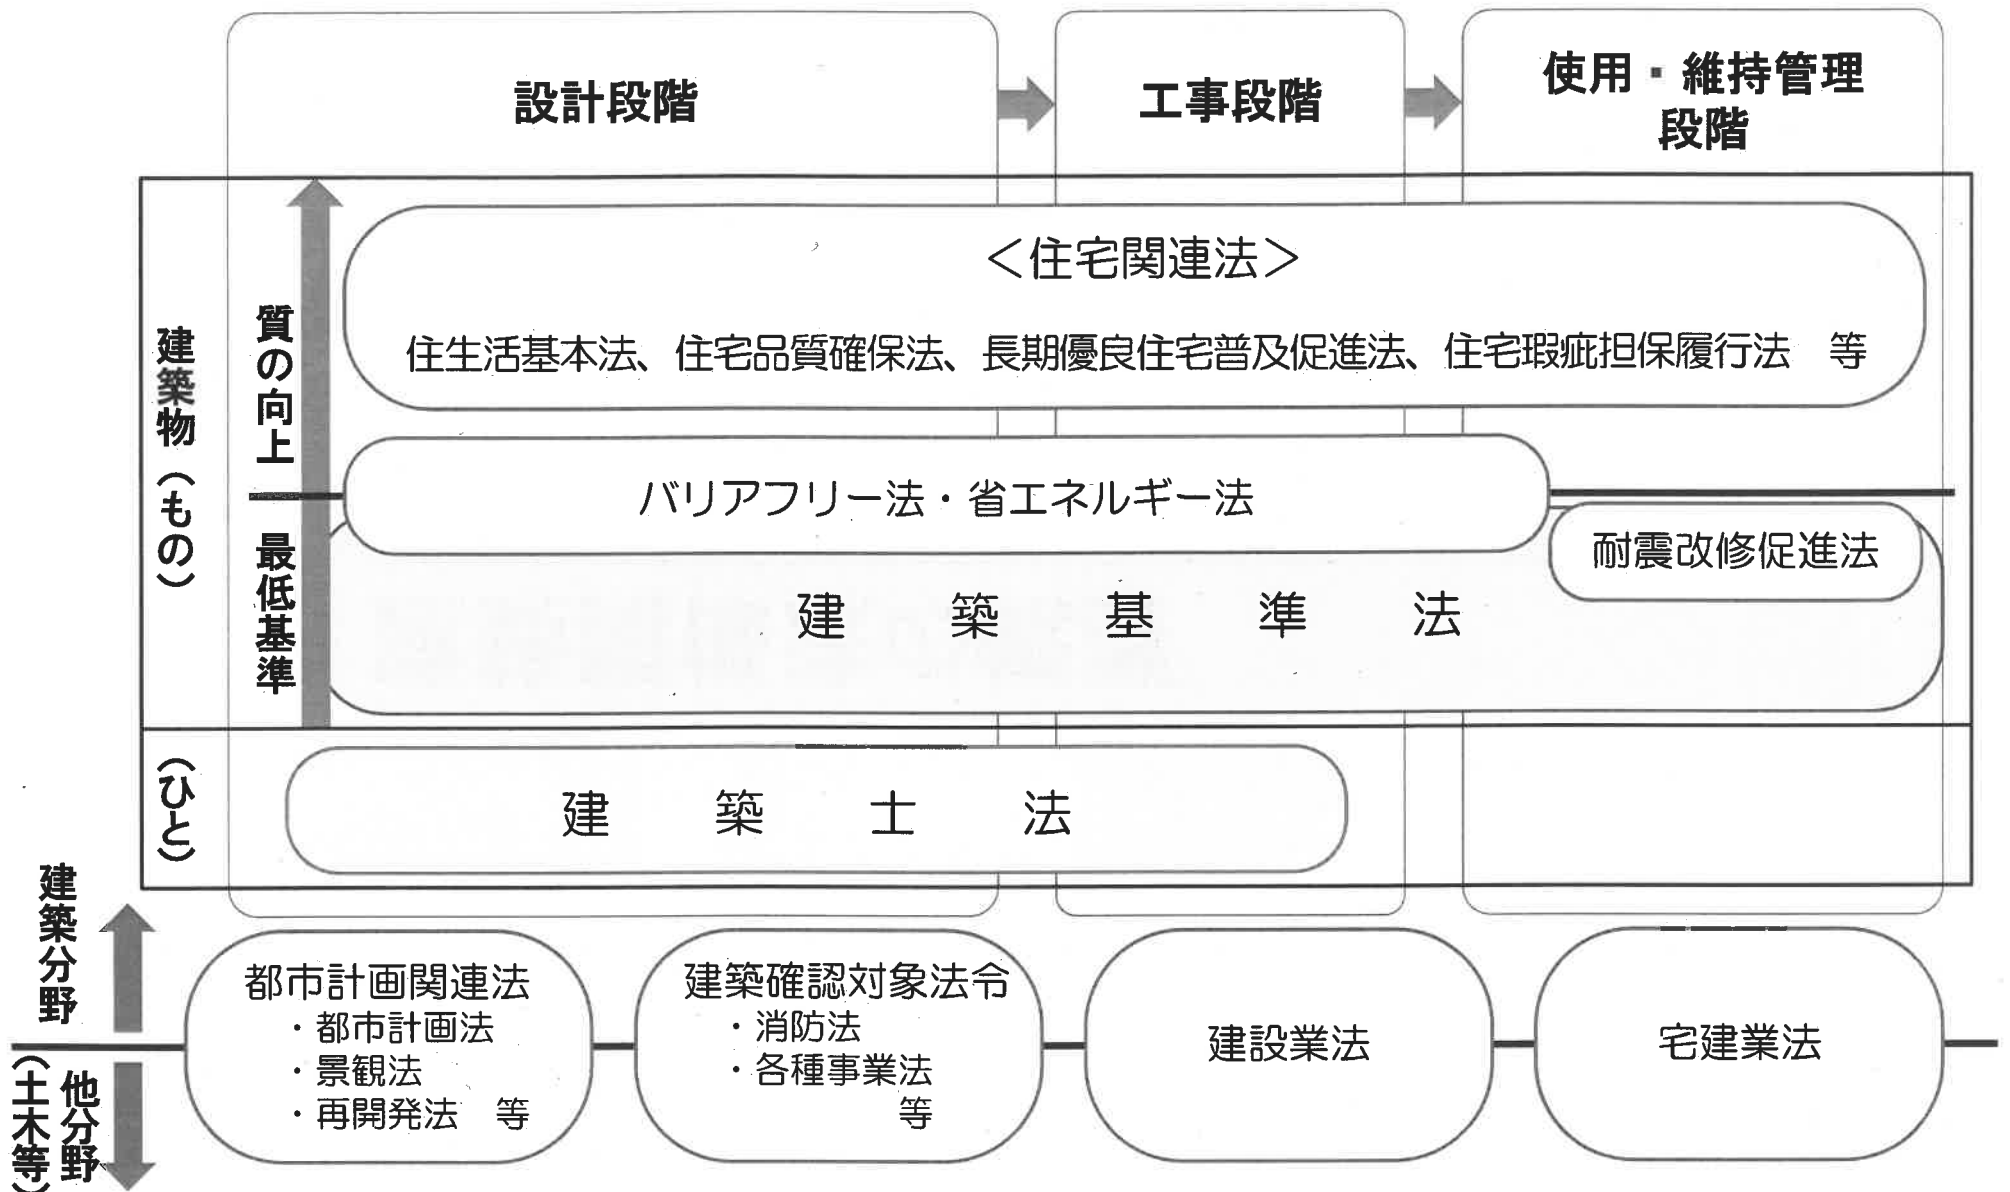 設計段階
工事段階
使用・維持管理
段階
建築物(もの)
質の向上
最低基準
<住宅関連法>
住生活基本法、住宅品質確保法、長期優良住宅普及促進法、住宅瑕疵担保履行法　等
バリアフリー法・省エネルギー法
耐震改修促進法
建築基準法
(ひと)
建築士法
建築分野
他分野
(土木等)
都市計画関連法
・都市計画法
・景観法
・再開発法　等
建築確認対象法令
・消防法
・各種事業法
等
建設業法
宅建業法